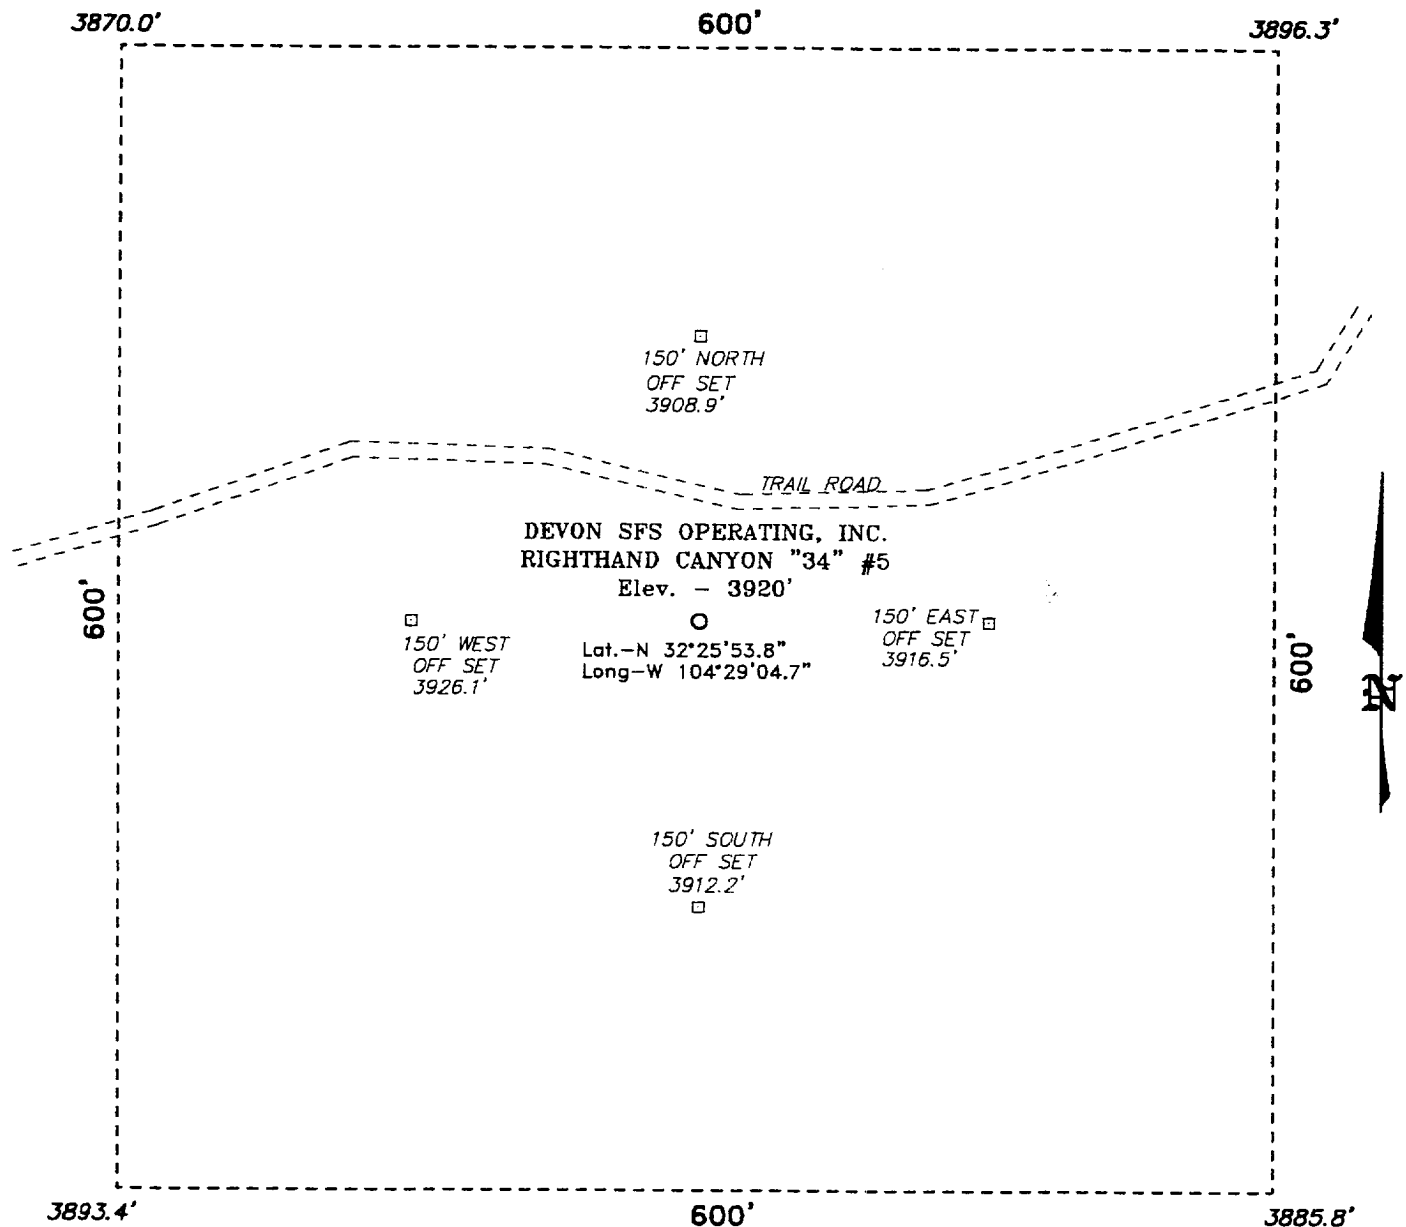 3870.0'
600'
3896.3'
150' NORTH
OFF SET
3908.9'
TRAIL ROAD
DEVON SFS OPERATING, INC.
RIGHTHAND CANYON "34" #5
Elev. - 3920'
600'
150' WEST
OFF SET
3926.1'
Lat.-N 32°25'53.8"
Long-W 104°29'04.7"
150' EAST
OFF SET
3916.5'
600'
N
150' SOUTH
OFF SET
3912.2'
3893.4'
600'
3885.8'